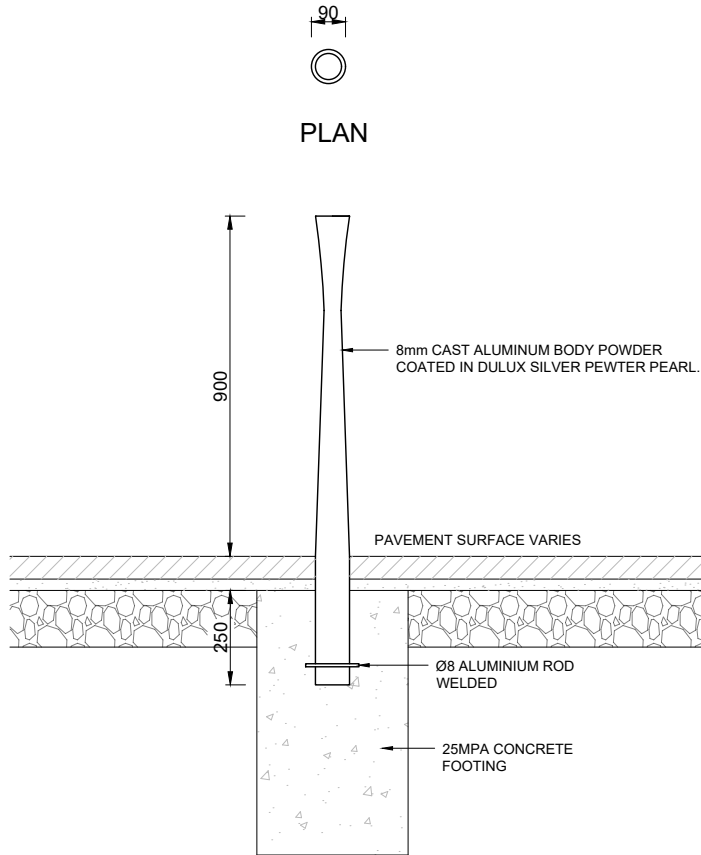 90
PLAN
900
8mm CAST ALUMINUM BODY POWDER
COATED IN DULUX SILVER PEWTER PEARL.
PAVEMENT SURFACE VARIES
250
Ø8 ALUMINIUM ROD
WELDED
25MPA CONCRETE
FOOTING